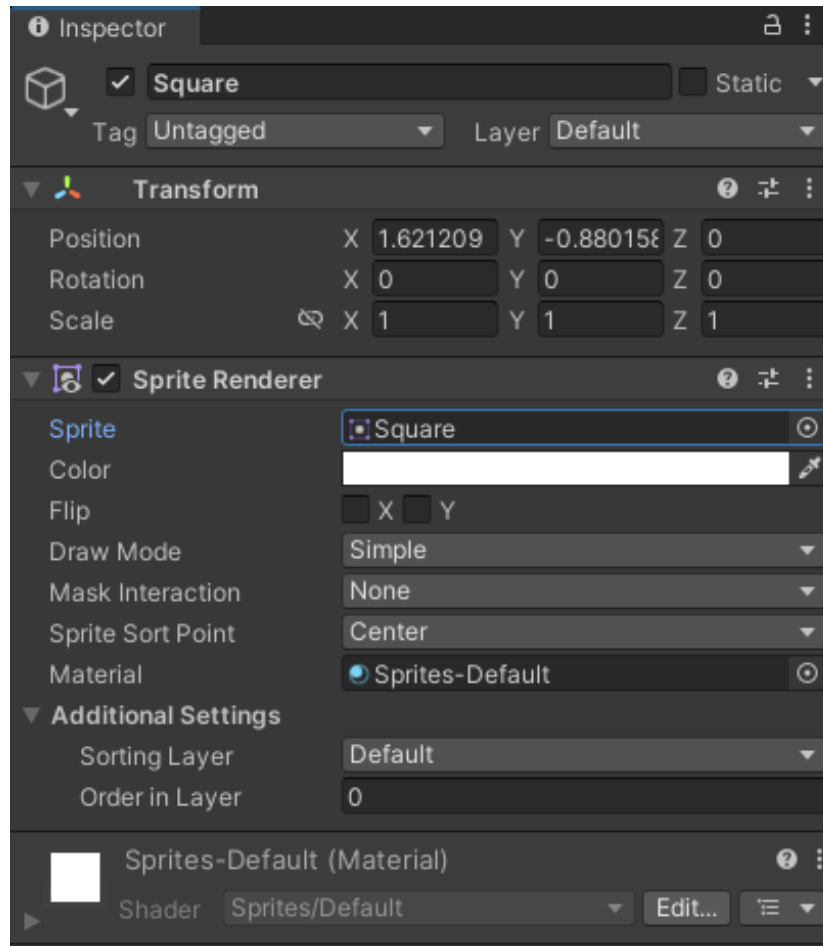 Inspector
Square Static
Tag Untagged Layer Default
Transform
Position X 1.621209 Y -0.880158 Z 0
Rotation X 0 Y 0 Z 0
Scale X 1 Y 1 Z 1
Sprite Renderer
Sprite Square
Color
Flip X Y
Draw Mode Simple
Mask Interaction None
Sprite Sort Point Center
Material Sprites-Default
Additional Settings
Sorting Layer Default
Order in Layer 0
Sprites-Default (Material)
Shader Sprites/Default Edit...